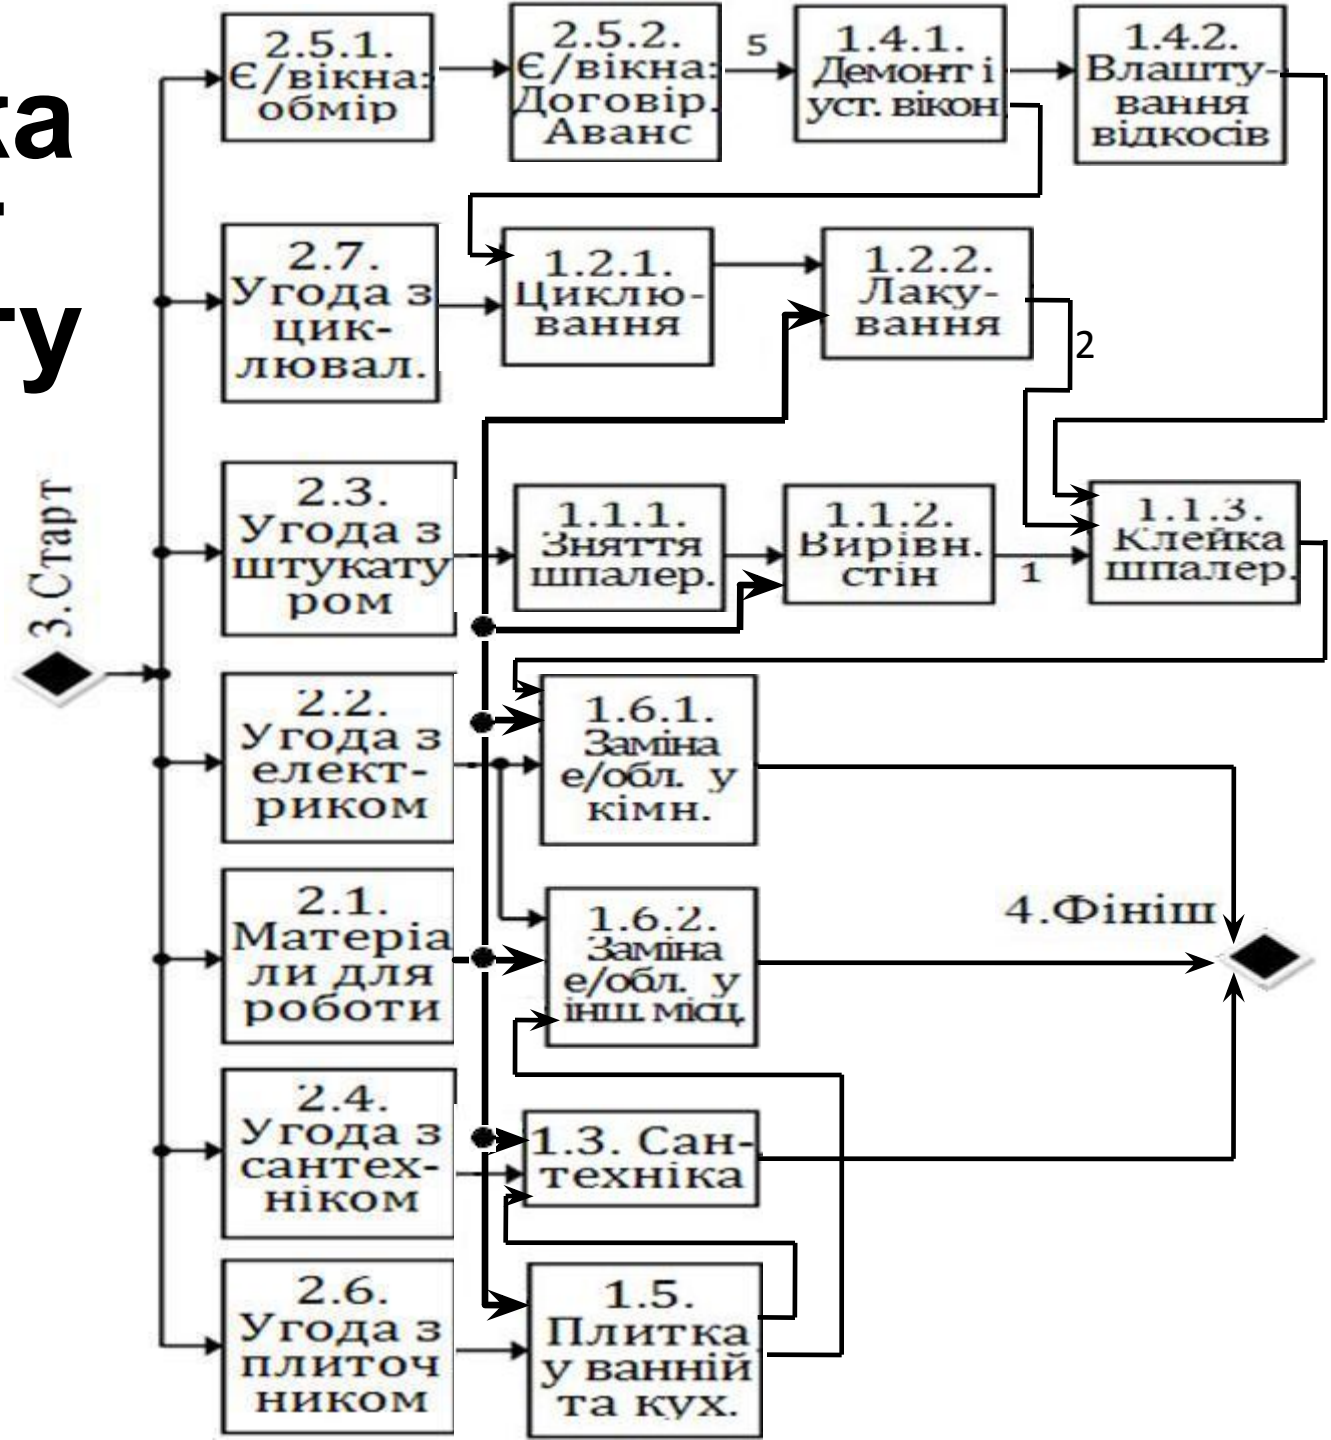 ка
ту
2.5.1.
Є/вікна:
обмір
2.5.2.
Є/вікна:
Договір.
Аванс
5
1.4.1.
Демонт і
уст. вікон
1.4.2.
Влашту-
вання
відкосів
2.7.
Угода з
цик-
лювал.
1.2.1.
Циклю-
вання
1.2.2.
Лаку-
вання
2
3.Старт
2.3.
Угода з
штукату
ром
1.1.1.
Зняття
шпалер.
1.1.2.
Вирівн.
стін
1
1.1.3.
Клейка
шпалер.
2.2.
Угода з
елект-
риком
1.6.1.
Заміна
е/обл. у
кімн.
2.1.
Матеріа
ли для
роботи
1.6.2.
Заміна
е/обл. у
інш. місц.
4.Фініш
2.4.
Угода з
сантех-
ніком
1.3. Сан-
техніка
2.6.
Угода з
плиточ
ником
1.5.
Плитка
у ванній
та кух.